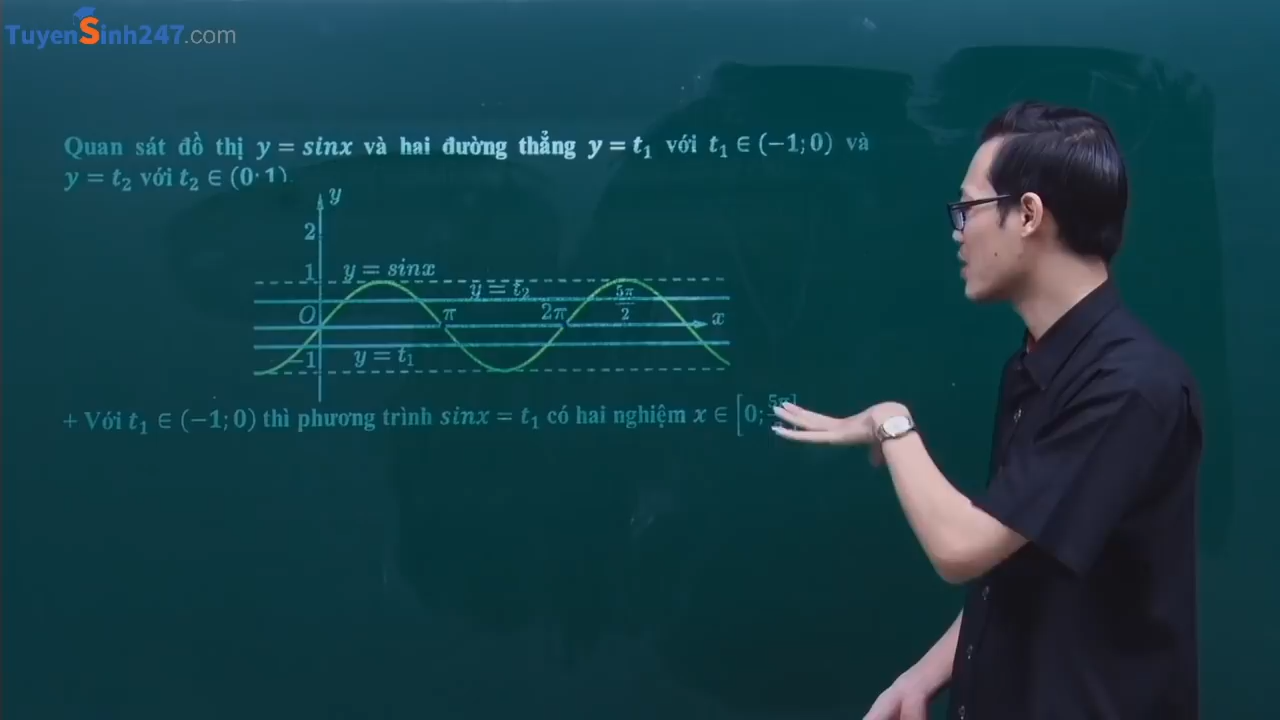 TuyenSinh247.com
Quan sát đồ thị y = sinx và hai đường thẳng y = t₁ với t₁ ∈ (−1; 0) và
y = t₂ với t₂ ∈ (0; 1)
y
2
1
y = sinx
y = t₂
5π/2
O
π
2π
x
−1
y = t₁
+ Với t₁ ∈ (−1; 0) thì phương trình sinx = t₁ có hai nghiệm x ∈ [0;